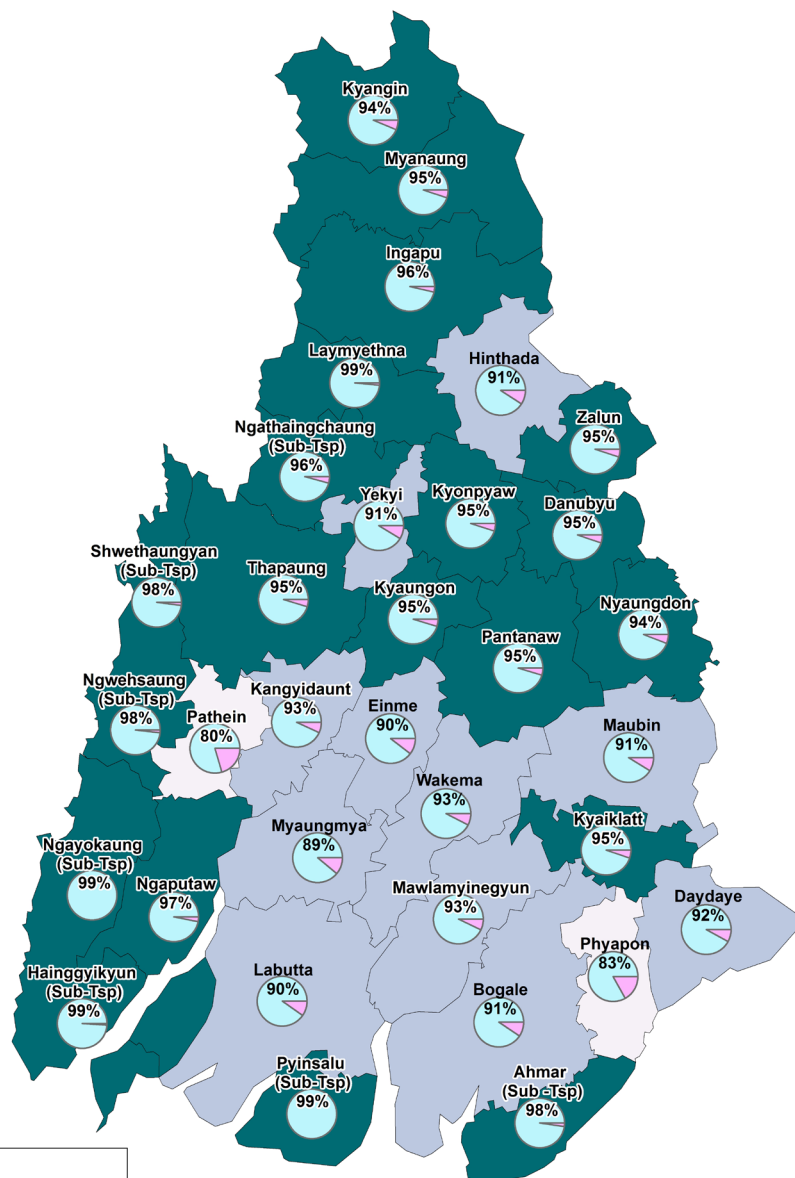 Kyangin
94%
Myanaung
95%
Ingapu
96%
Laymyethna
99%
Hinthada
91%
Zalun
95%
Ngathaingchaung
(Sub-Tsp)
96%
Yekyi
91%
Kyonpyaw
95%
Danubyu
95%
Shwethaungyan
(Sub-Tsp)
98%
Thapaung
95%
Kyaungon
95%
Nyaungdon
94%
Pantanaw
95%
Ngwehsaung
(Sub-Tsp)
98%
Pathein
80%
Kangyidaunt
93%
Einme
90%
Maubin
91%
Wakema
93%
Myaungmya
89%
Kyaiklatt
95%
Ngayokaung
(Sub-Tsp)
99%
Ngaputaw
97%
Mawlamyinegyun
93%
Daydaye
92%
Phyapon
83%
Hainggyikyun
(Sub-Tsp)
99%
Labutta
90%
Bogale
91%
Pyinsalu
(Sub-Tsp)
99%
Ahmar
(Sub -Tsp)
98%